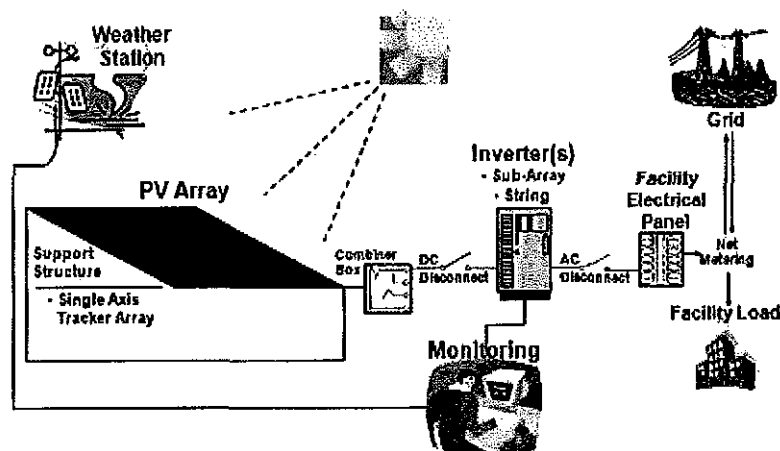 Weather
Station
Grid
Inverter(s)
• Sub-Array
• String
PV Array
Facility
Electrical
Panel
Support
Structure
• Single Axis
Tracker Array
Combiner
Box
DC
Disconnect
AC
Disconnect
Net
Metering
Facility Load
Monitoring